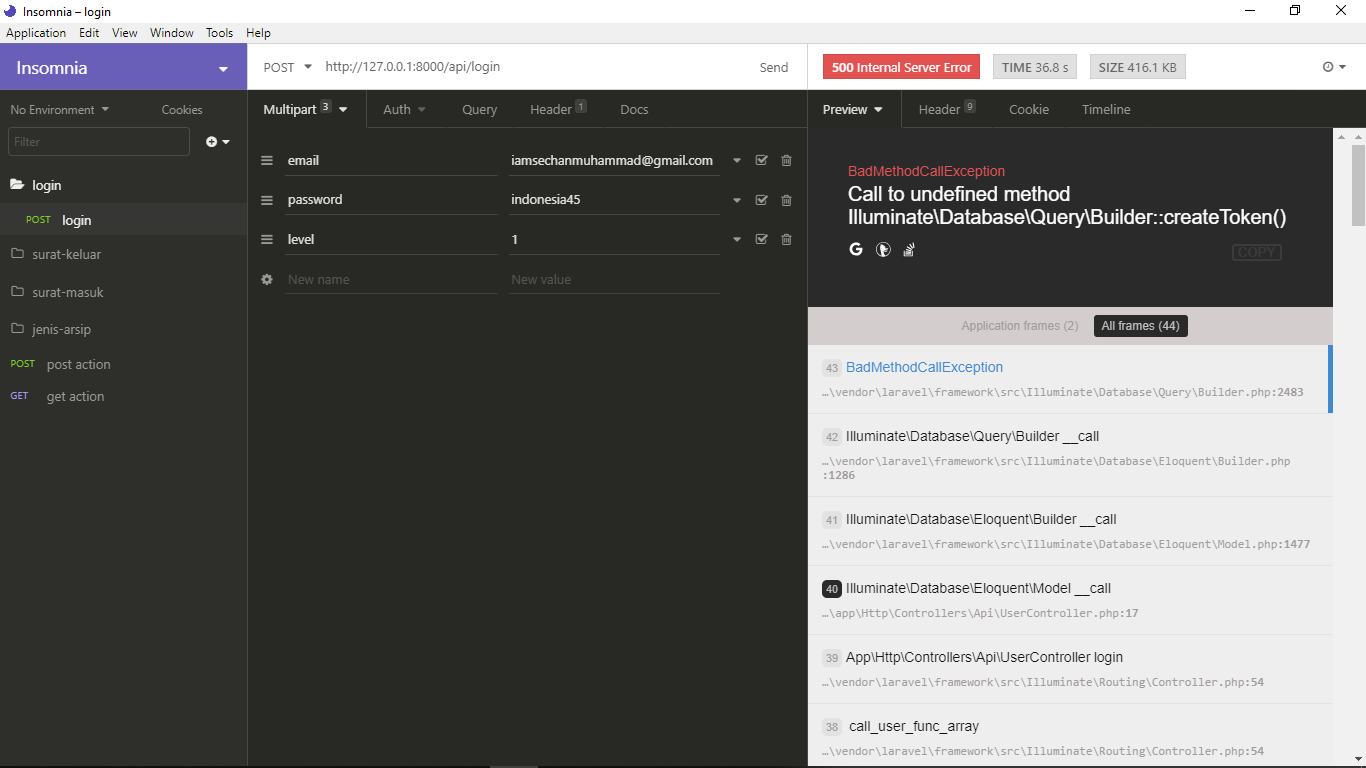 Insomnia – login
Application Edit View Window Tools Help
Insomnia
POST http://127.0.0.1:8000/api/login Send
500 Internal Server Error TIME 36.8 s SIZE 416.1 KB
No Environment Cookies
Multipart 3 Auth Query Header 1 Docs
Preview Header 9 Cookie Timeline
Filter
login
POST login
surat-keluar
surat-masuk
jenis-arsip
POST post action
GET get action
email iamsechanmuhammad@gmail.com
password indonesia45
level 1
New name New value
BadMethodCallException
Call to undefined method
Illuminate\Database\Query\Builder::createToken()
COPY
Application frames (2) All frames (44)
43 BadMethodCallException
…\vendor\laravel\framework\src\Illuminate\Database\Query\Builder.php:2483
42 Illuminate\Database\Query\Builder __call
…\vendor\laravel\framework\src\Illuminate\Database\Eloquent\Builder.php
:1286
41 Illuminate\Database\Eloquent\Builder __call
…\vendor\laravel\framework\src\Illuminate\Database\Eloquent\Model.php:1477
40 Illuminate\Database\Eloquent\Model __call
…\app\Http\Controllers\Api\UserController.php:17
39 App\Http\Controllers\Api\UserController login
…\vendor\laravel\framework\src\Illuminate\Routing\Controller.php:54
38 call_user_func_array
…\vendor\laravel\framework\src\Illuminate\Routing\Controller.php:54